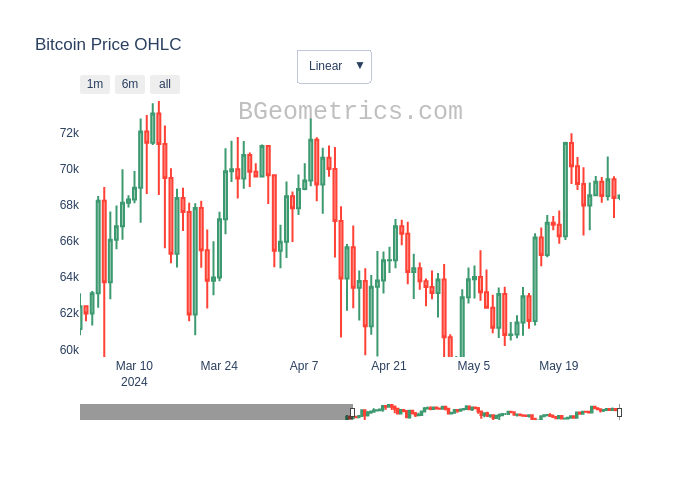 Bitcoin Price OHLC
Linear ▼
1m 6m all
BGeometrics.com
72k
70k
68k
66k
64k
62k
60k
Mar 10 Mar 24 Apr 7 Apr 21 May 5 May 19
2024